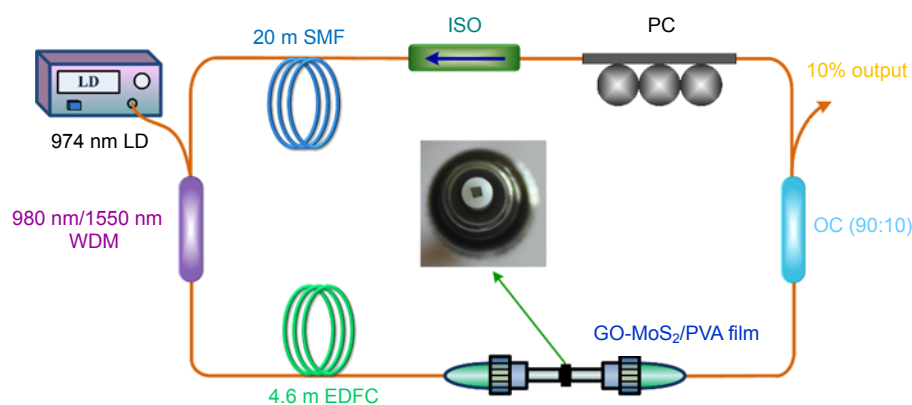 20 m SMF
ISO
PC
10% output
LD
974 nm LD
980 nm/1550 nm
WDM
OC (90:10)
GO-MoS₂/PVA film
4.6 m EDFC